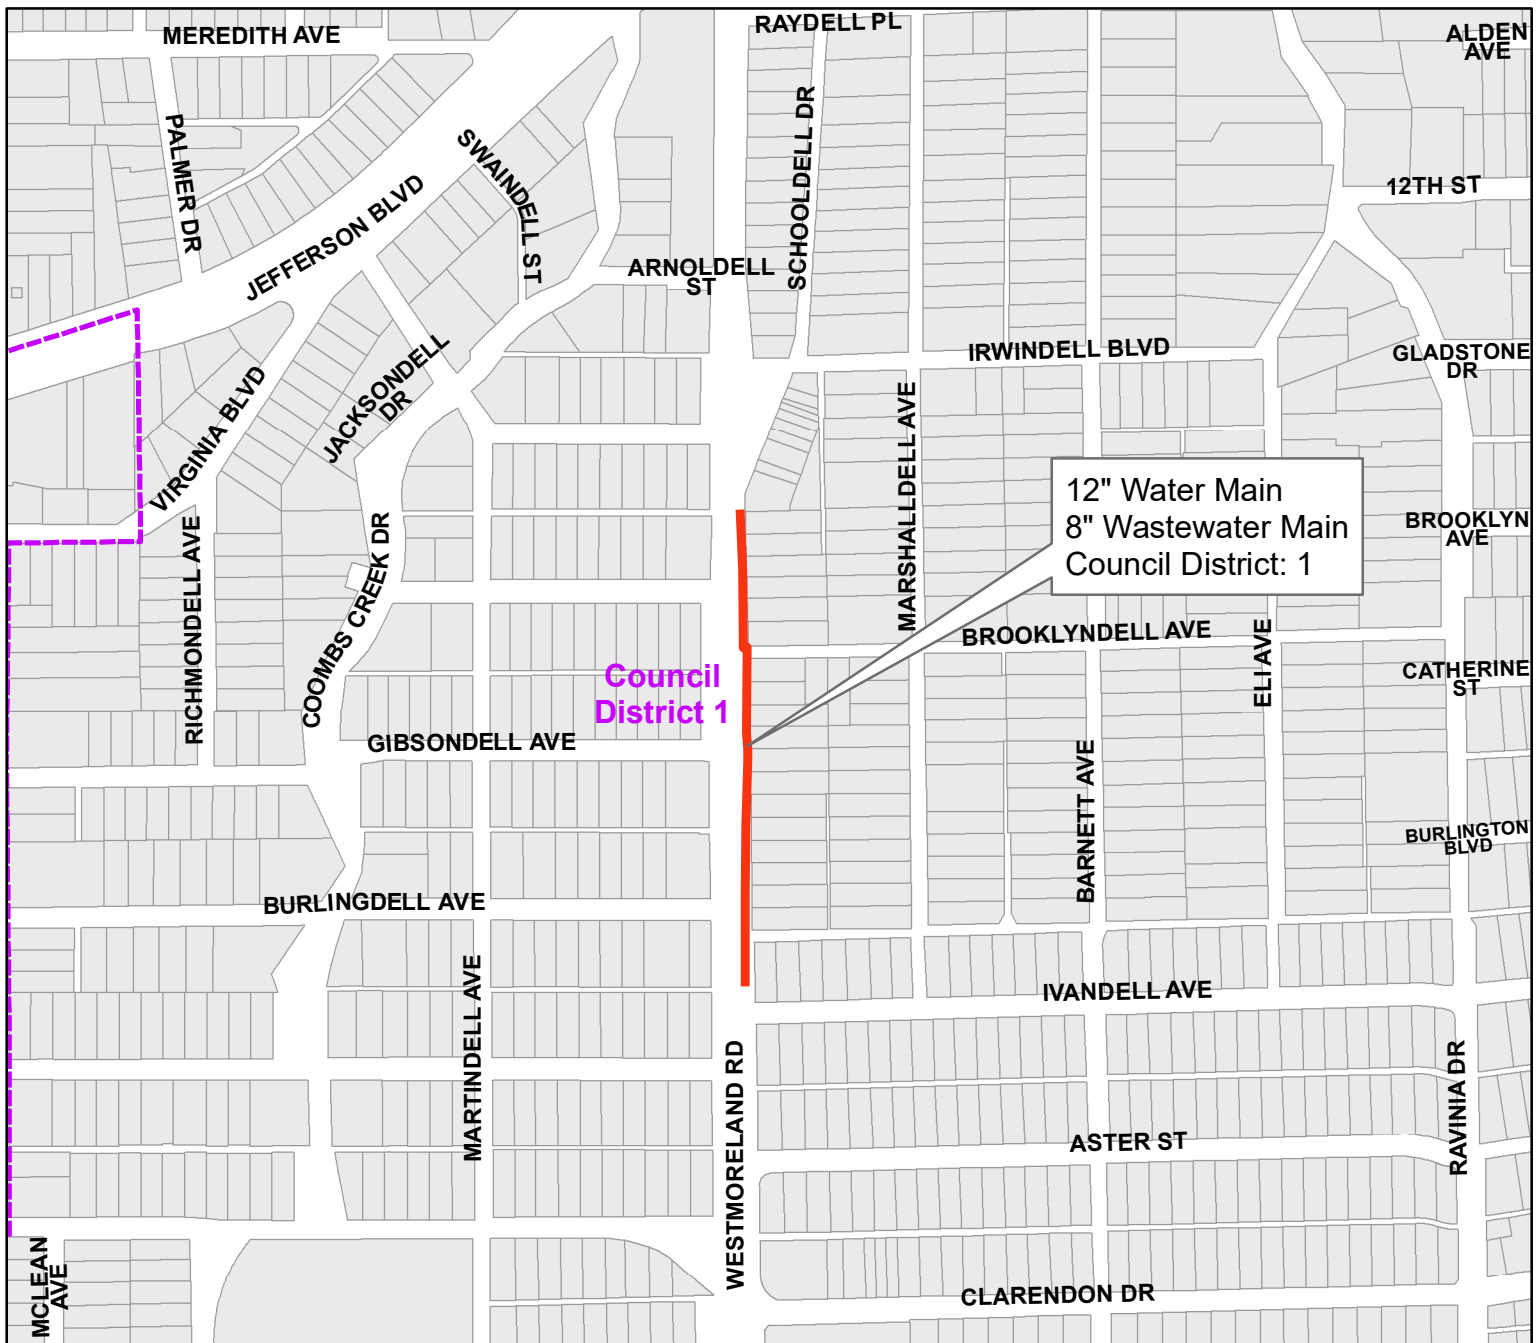 RAYDELL PL
MEREDITH AVE
ALDEN
AVE
PALMER DR
SWAINDELL ST
SCHOOLDELL DR
12TH ST
JEFFERSON BLVD
ARNOLDELL
ST
IRWINDELL BLVD
GLADSTONE
DR
JACKSONDELL
DR
VIRGINIA BLVD
MARSHALLDELL AVE
12" Water Main
8" Wastewater Main
Council District: 1
BROOKLYN
AVE
RICHMONDELL AVE
COOMBS CREEK DR
BROOKLYNDELL AVE
ELI AVE
Council
District 1
CATHERINE
ST
GIBSONDELL AVE
BARNETT AVE
BURLINGTON
BLVD
BURLINGDELL AVE
MARTINDELL AVE
IVANDELL AVE
WESTMORELAND RD
RAVINIA DR
ASTER ST
MCLEAN
AVE
CLARENDON DR